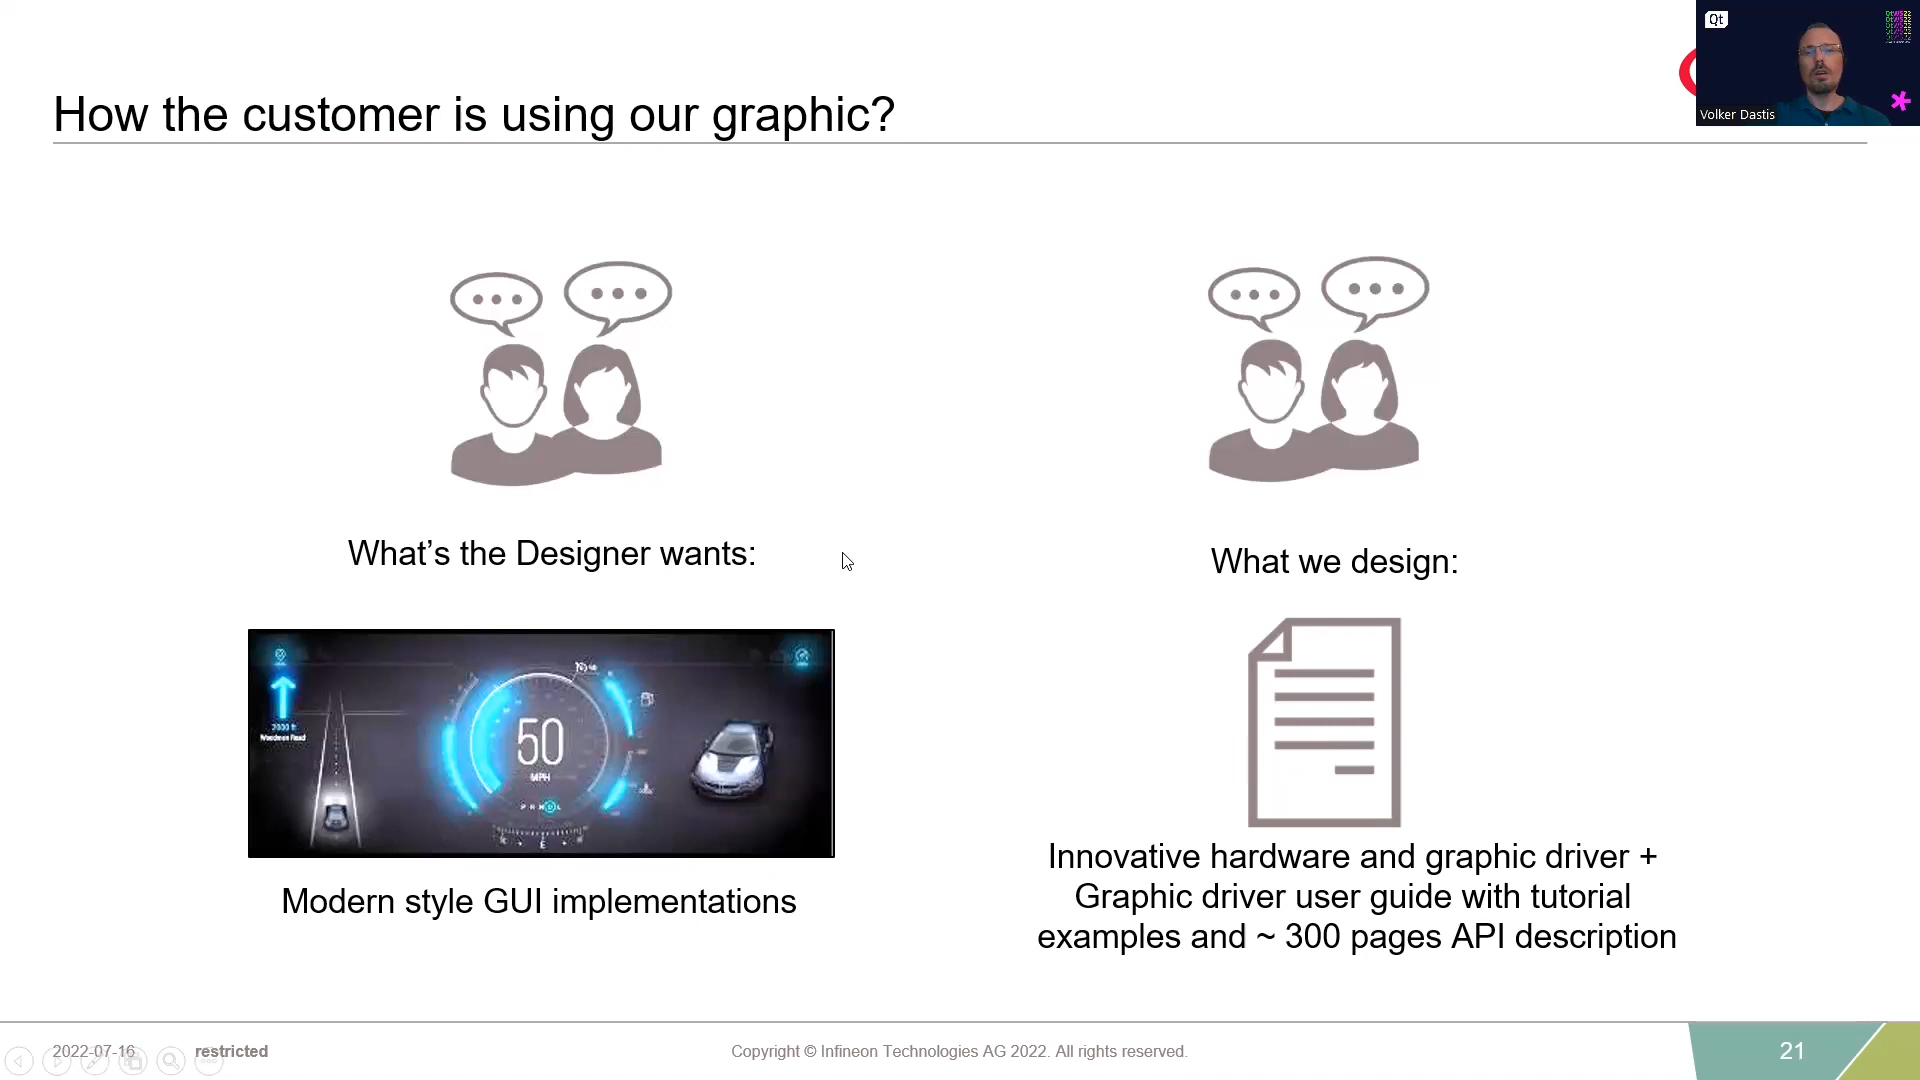 Qt
How the customer is using our graphic?
Volker Dastis
What’s the Designer wants:
What we design:
50
MPH
E
Modern style GUI implementations
Innovative hardware and graphic driver +
Graphic driver user guide with tutorial
examples and ~ 300 pages API description
2022-07-16
restricted
Copyright © Infineon Technologies AG 2022. All rights reserved.
21